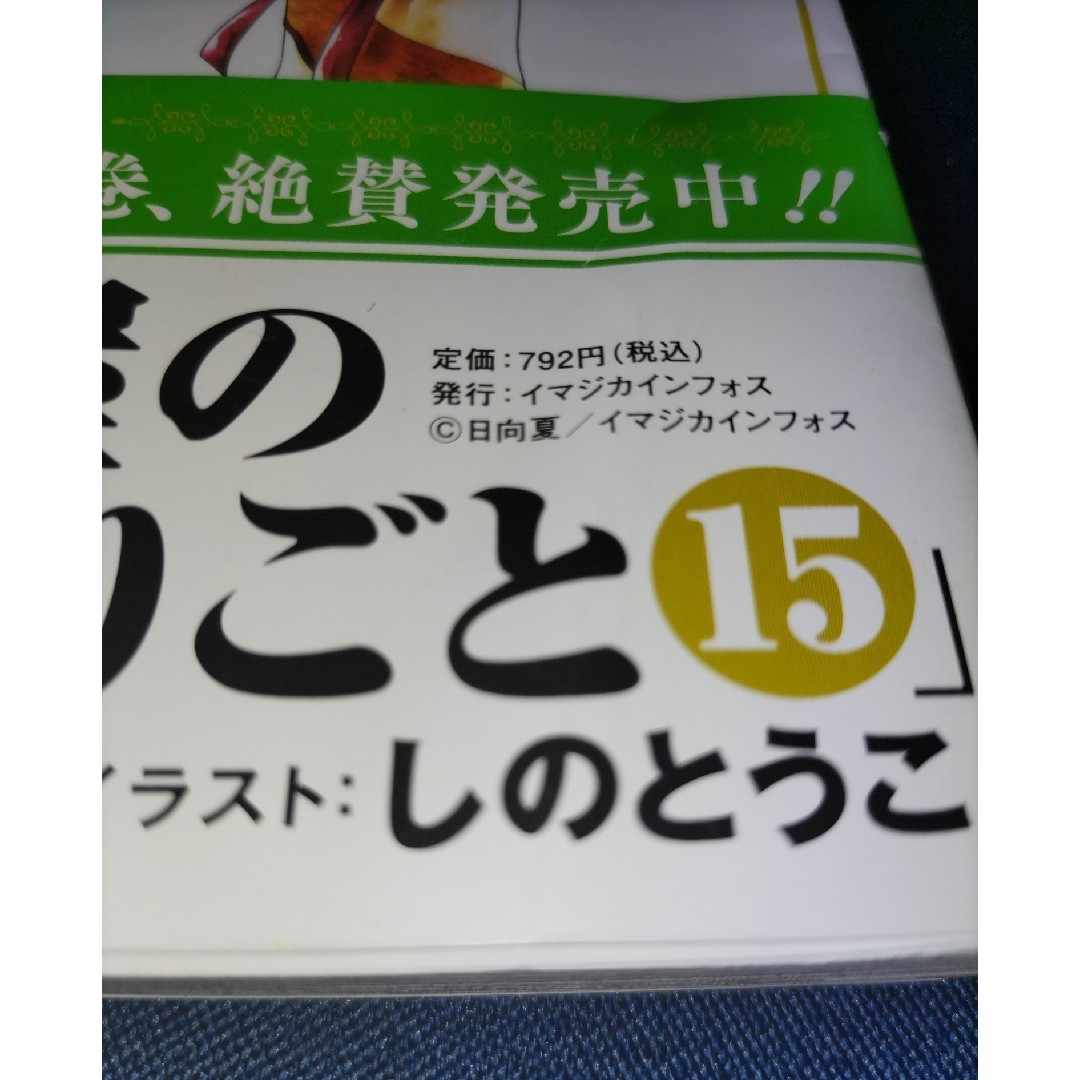 巻、絶賛発売中!!
の
定価：792円（税込）
発行：イマジカインフォス
©日向夏／イマジカインフォス
りごと15」
イラスト：しのとうこ